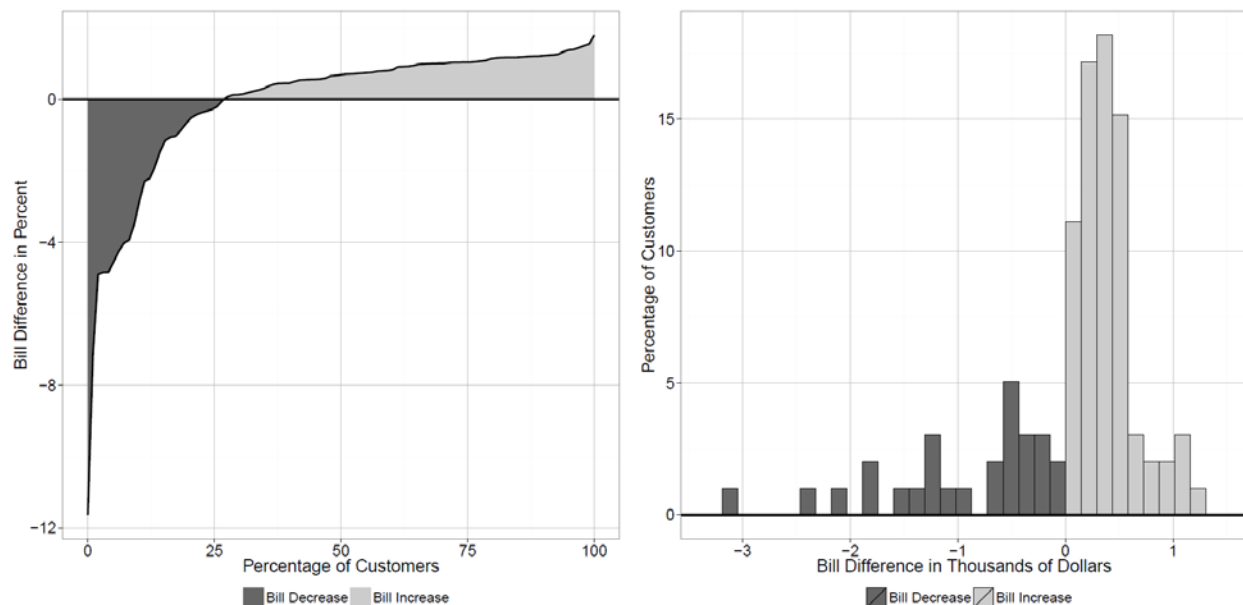 Bill Difference in Percent
0
−4
−8
−12
0 25 50 75 100
Percentage of Customers
Bill Decrease Bill Increase
Percentage of Customers
15
10
5
0
−3 −2 −1 0 1
Bill Difference in Thousands of Dollars
Bill Decrease Bill Increase